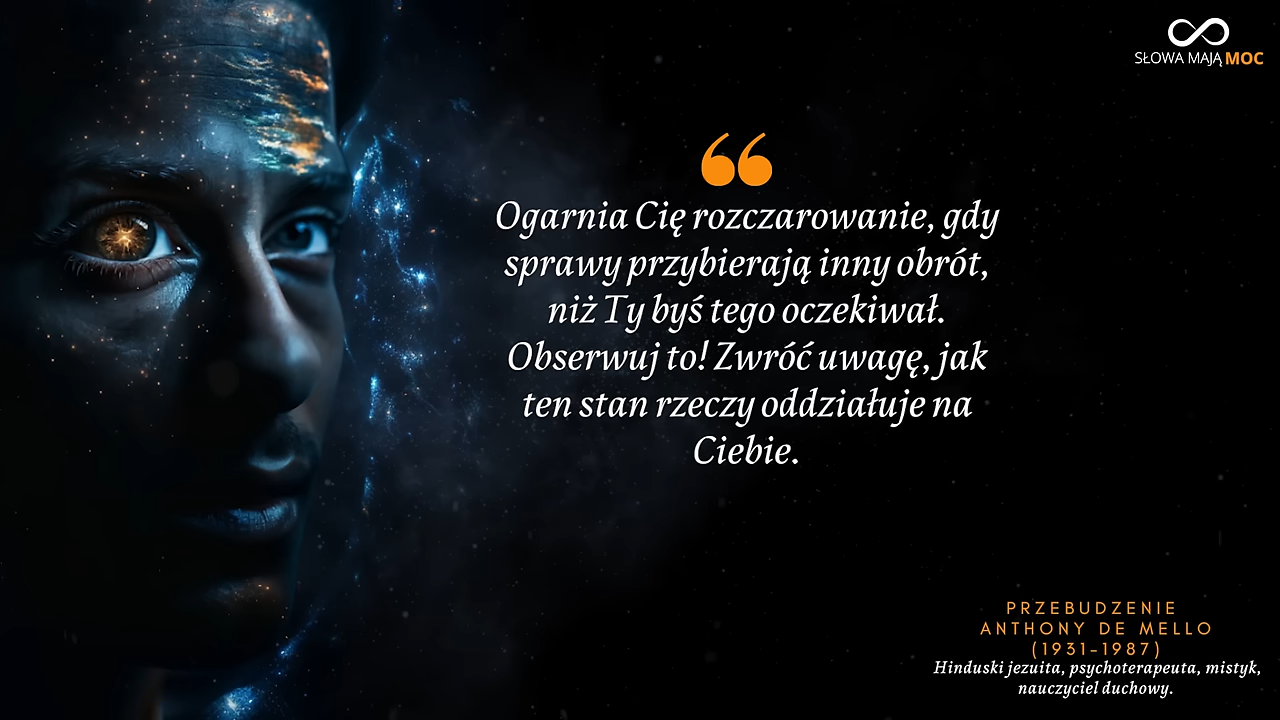 SŁOWA MAJĄ MOC
Ogarnia Cię rozczarowanie, gdy
sprawy przybierają inny obrót,
niż Ty byś tego oczekiwał.
Obserwuj to! Zwróć uwagę, jak
ten stan rzeczy oddziałuje na
Ciebie.
PRZEBUDZENIE
ANTHONY DE MELLO
(1931-1987)
Hinduski jezuita, psychoterapeuta, mistyk,
nauczyciel duchowy.